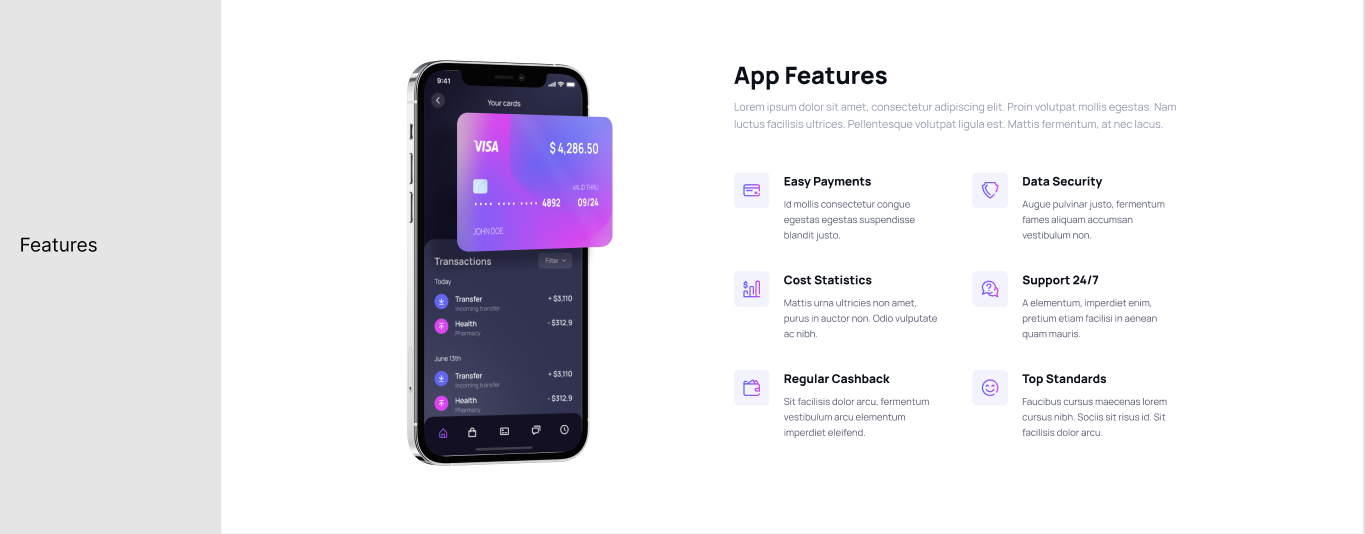 Features
9:41
Your cards
VISA
$ 4,286.50
VALID THRU
•••• •••• 4892 09/24
JOHN DOE
Transactions
Filter
Today
Transfer
+ $3,110
Incoming transfer
Health
- $312.9
Pharmacy
June 13th
Transfer
+ $3,110
Incoming transfer
Health
- $312.9
Pharmacy
App Features
Lorem ipsum dolor sit amet, consectetur adipiscing elit. Proin volutpat mollis egestas. Nam
luctus facilisis ultrices. Pellentesque volutpat ligula est. Mattis fermentum, at nec lacus.
Easy Payments
Id mollis consectetur congue
egestas egestas suspendisse
blandit justo.
Data Security
Augue pulvinar justo, fermentum
fames aliquam accumsan
vestibulum non.
Cost Statistics
Mattis urna ultricies non amet,
purus in auctor non. Odio vulputate
ac nibh.
Support 24/7
A elementum, imperdiet enim,
pretium etiam facilisi in aenean
quam mauris.
Regular Cashback
Sit facilisis dolor arcu, fermentum
vestibulum arcu elementum
imperdiet eleifend.
Top Standards
Faucibus cursus maecenas lorem
cursus nibh. Sociis sit risus id. Sit
facilisis dolor arcu.